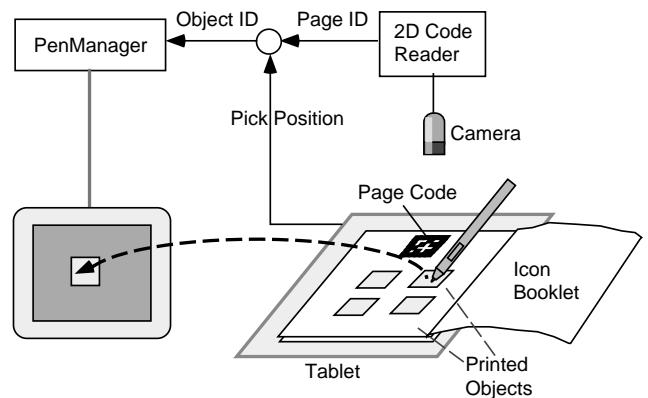 Object ID
Page ID
PenManager
2D Code
Reader
Pick Position
Camera
Page Code
Icon
Booklet
Tablet
Printed
Objects